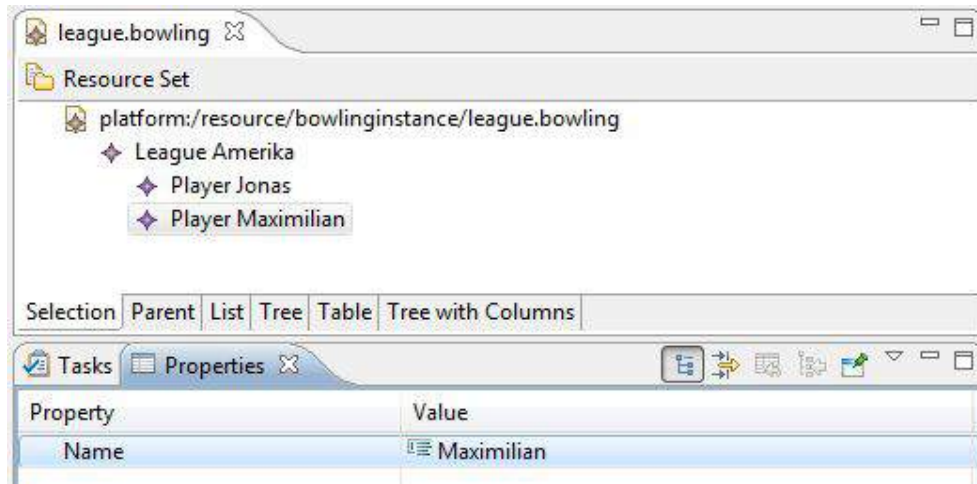 league.bowling
Resource Set
platform:/resource/bowlinginstance/league.bowling
League Amerika
Player Jonas
Player Maximilian
Selection Parent List Tree Table Tree with Columns
Tasks Properties
Property Value
Name Maximilian